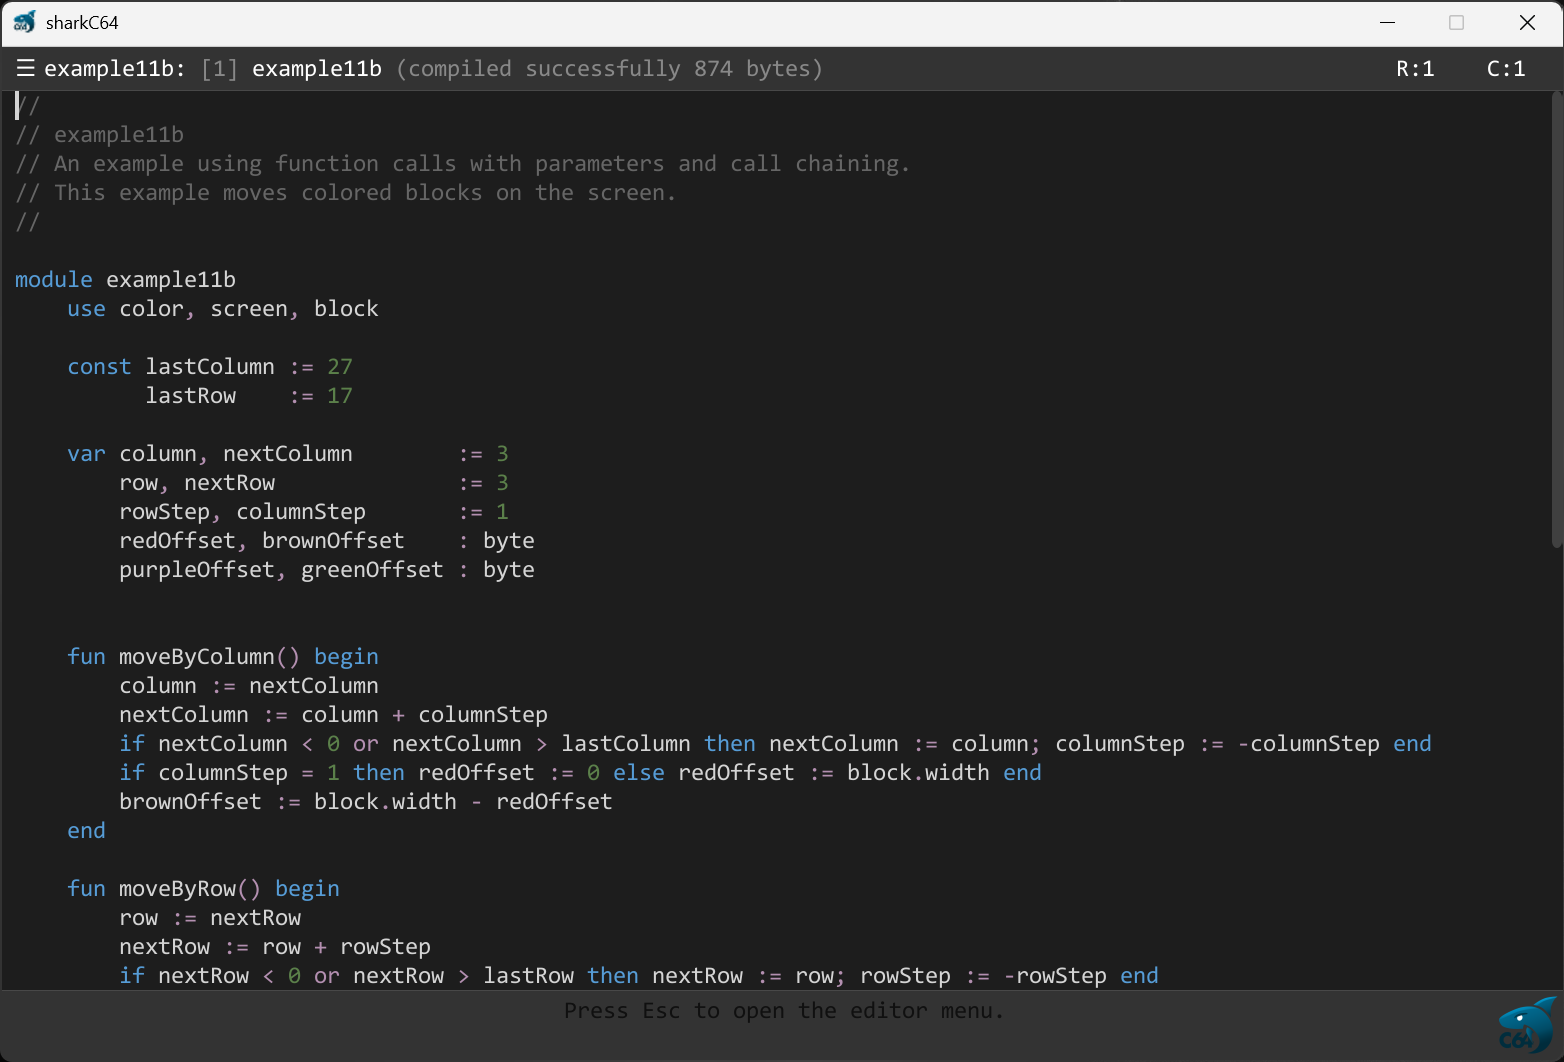 sharkC64
☰ example11b: [1] example11b (compiled successfully 874 bytes) R:1 C:1
//
// example11b
// An example using function calls with parameters and call chaining.
// This example moves colored blocks on the screen.
//
module example11b
    use color, screen, block
    const lastColumn := 27
          lastRow    := 17
    var column, nextColumn        := 3
        row, nextRow              := 3
        rowStep, columnStep       := 1
        redOffset, brownOffset    : byte
        purpleOffset, greenOffset : byte
    fun moveByColumn() begin
        column := nextColumn
        nextColumn := column + columnStep
        if nextColumn < 0 or nextColumn > lastColumn then nextColumn := column; columnStep := -columnStep end
        if columnStep = 1 then redOffset := 0 else redOffset := block.width end
        brownOffset := block.width - redOffset
    end
    fun moveByRow() begin
        row := nextRow
        nextRow := row + rowStep
        if nextRow < 0 or nextRow > lastRow then nextRow := row; rowStep := -rowStep end
Press Esc to open the editor menu.
C64